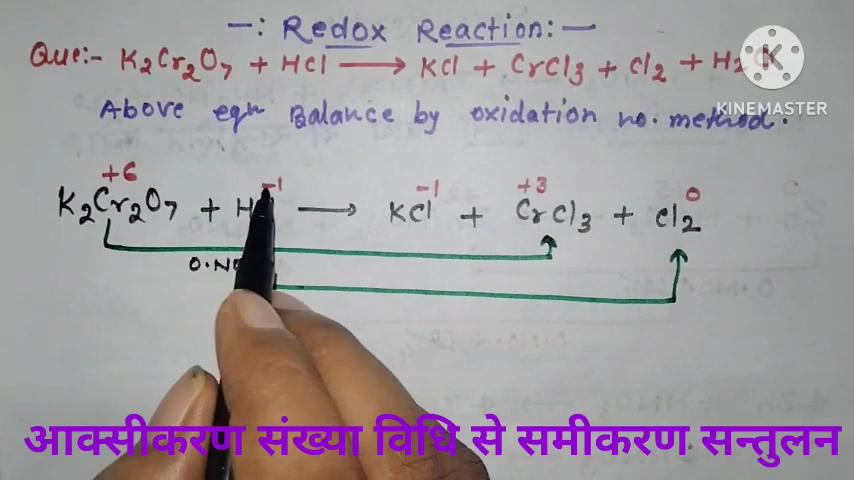 -: Redox Reaction:-
Que:- K₂Cr₂O₇ + HCl ⟶ KCl + CrCl₃ + Cl₂ + H₂
KINEMASTER
Above eqn Balance by oxidation no. method.
+6 -1 -1 +3 0
K₂Cr₂O₇ + H ⟶ KCl + CrCl₃ + Cl₂
O.N
आक्सीकरण संख्या विधि से समीकरण सन्तुलन